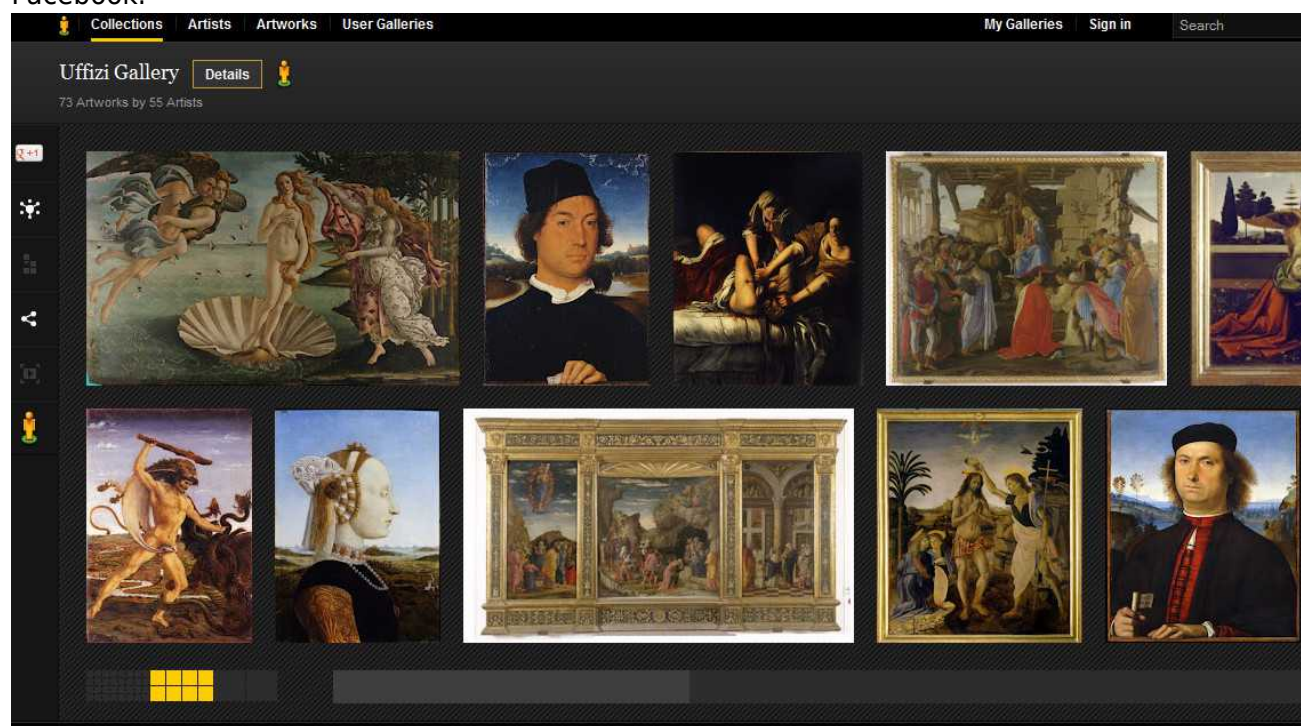 Facebook.
Collections Artists Artworks User Galleries My Galleries Sign in Search
Uffizi Gallery Details
73 Artworks by 55 Artists
+1